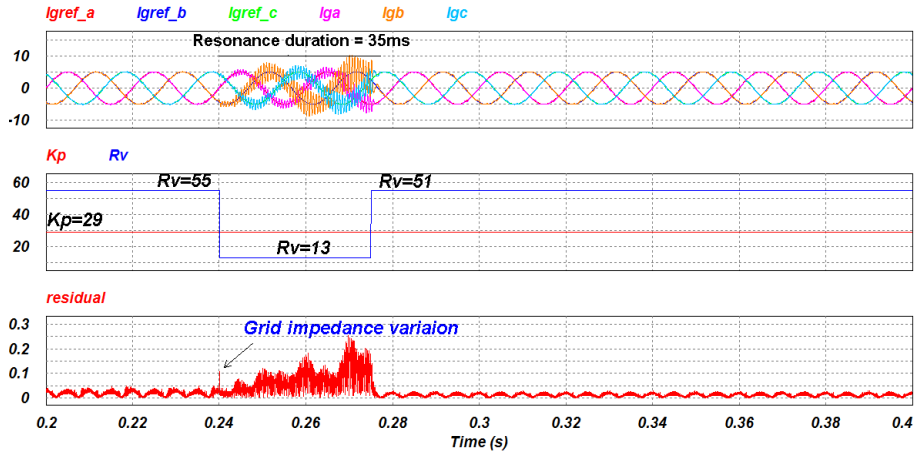 Igref_a Igref_b Igref_c Iga Igb Igc
Resonance duration = 35ms
10
0
-10
Kp Rv
60
40
20
Rv=55
Rv=51
Kp=29
Rv=13
residual
0.3
0.2
0.1
0
Grid impedance variaion
0.2 0.22 0.24 0.26 0.28 0.3 0.32 0.34 0.36 0.38 0.4
Time (s)